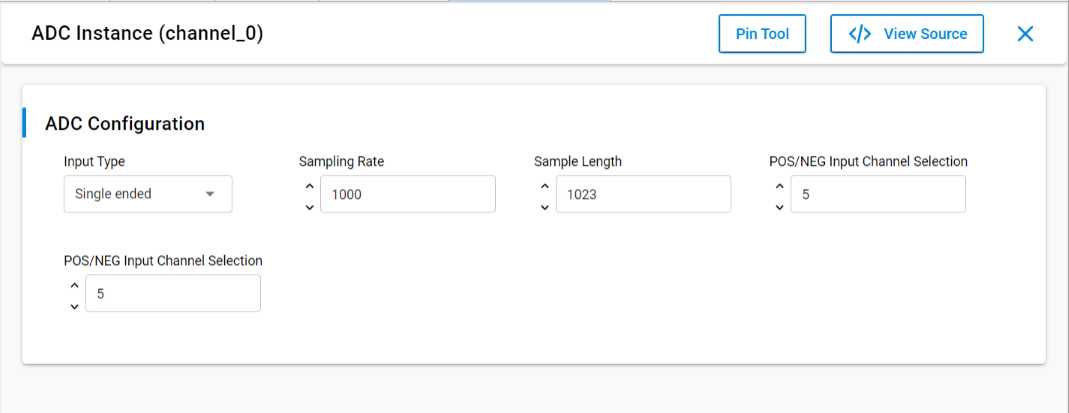 ADC Instance (channel_0)
Pin Tool
</> View Source
ADC Configuration
Input Type
Sampling Rate
Sample Length
POS/NEG Input Channel Selection
Single ended
1000
1023
5
POS/NEG Input Channel Selection
5